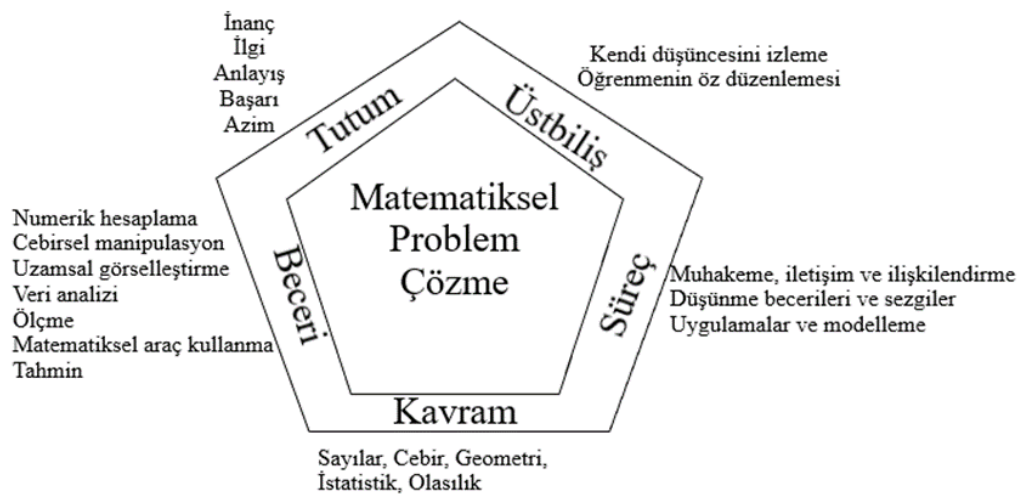 İnanç
İlgi
Anlayış
Başarı
Azim
Tutum
Kendi düşüncesini izleme
Öğrenmenin öz düzenlemesi
Üstbiliş
Matematiksel
Problem
Çözme
Numerik hesaplama
Cebirsel manipulasyon
Uzamsal görselleştirme
Veri analizi
Ölçme
Matematiksel araç kullanma
Tahmin
Beceri
Süreç
Muhakeme, iletişim ve ilişkilendirme
Düşünme becerileri ve sezgiler
Uygulamalar ve modelleme
Kavram
Sayılar, Cebir, Geometri,
İstatistik, Olasılık